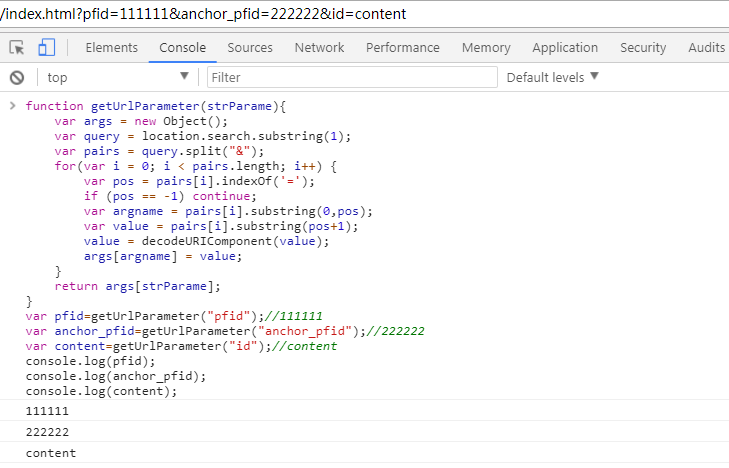 /index.html?pfid=111111&anchor_pfid=222222&id=content
Elements Console Sources Network Performance Memory Application Security Audits
top Filter Default levels
function getUrlParameter(strParame){
    var args = new Object();
    var query = location.search.substring(1);
    var pairs = query.split("&");
    for(var i = 0; i < pairs.length; i++) {
        var pos = pairs[i].indexOf('=');
        if (pos == -1) continue;
        var argname = pairs[i].substring(0,pos);
        var value = pairs[i].substring(pos+1);
        value = decodeURIComponent(value);
        args[argname] = value;
    }
    return args[strParame];
}
var pfid=getUrlParameter("pfid");//111111
var anchor_pfid=getUrlParameter("anchor_pfid");//222222
var content=getUrlParameter("id");//content
console.log(pfid);
console.log(anchor_pfid);
console.log(content);
111111
222222
content